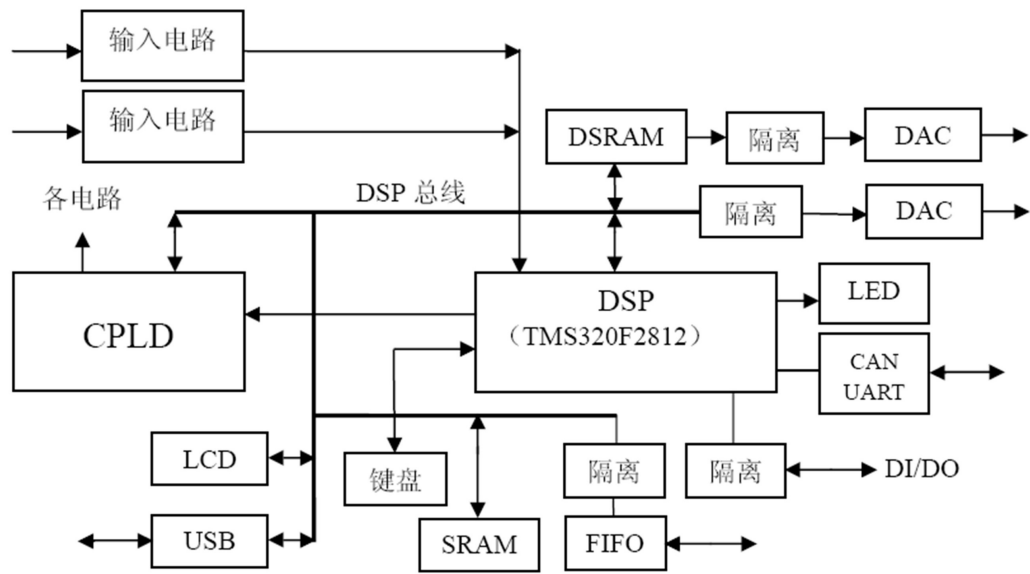 输入电路
输入电路
DSRAM
隔离
DAC
各电路
DSP 总线
隔离
DAC
CPLD
DSP
（TMS320F2812）
LED
CAN
UART
LCD
键盘
隔离
隔离
DI/DO
USB
SRAM
FIFO